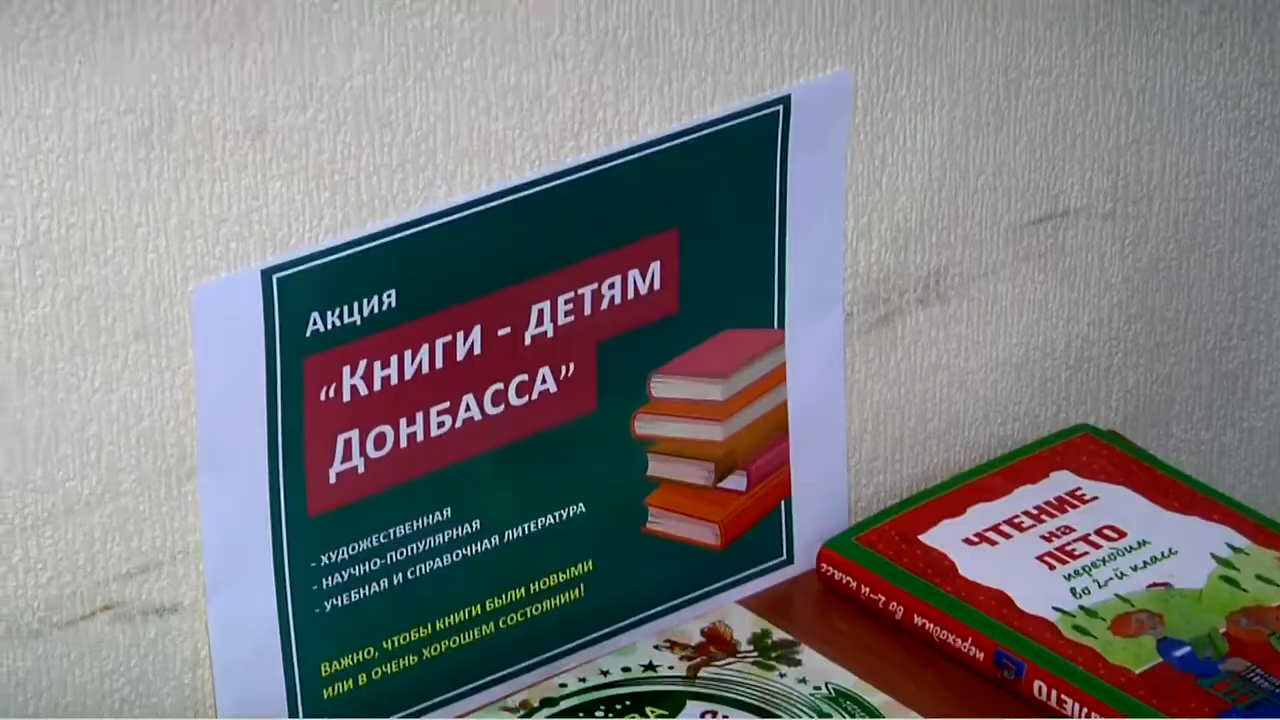 Акция
“Книги - детям
Донбасса”
- художественная
- научно-популярная
- учебная и справочная литература
Важно, чтобы книги были новыми
или в очень хорошем состоянии!
ЧТЕНИЕ
на
ЛЕТО
переходим
во 2-й класс
переходим во 2-й класс